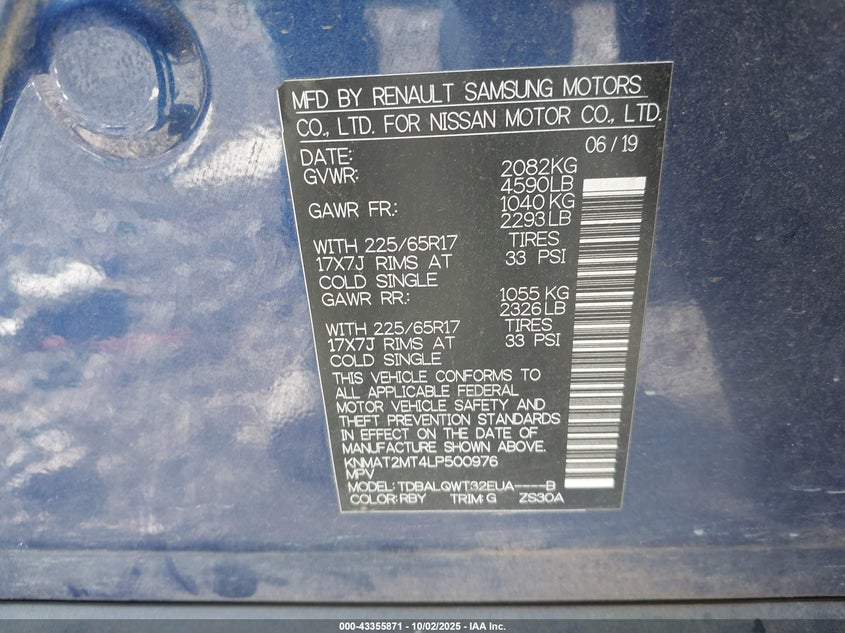 MFD BY RENAULT SAMSUNG MOTORS
CO., LTD. FOR NISSAN MOTOR CO., LTD.
DATE: 06/19
GVWR: 2082KG
4590LB
GAWR FR.: 1040 KG
2293LB
WITH 225/65R17 TIRES
17X7J RIMS AT 33 PSI
COLD SINGLE
GAWR RR: 1055 KG
2326LB
WITH 225/65R17 TIRES
17X7J RIMS AT 33 PSI
COLD SINGLE
THIS VEHICLE CONFORMS TO
ALL APPLICABLE FEDERAL
MOTOR VEHICLE SAFETY AND
THEFT PREVENTION STANDARDS
IN EFFECT ON THE DATE OF
MANUFACTURE SHOWN ABOVE.
KNMAT2MT4LP500976
MPV
MODEL: TDBALQWT32EUA----B
COLOR:RBY TRIM:G ZS30A
000-43355871 | 10/02/2025 - IAA Inc.